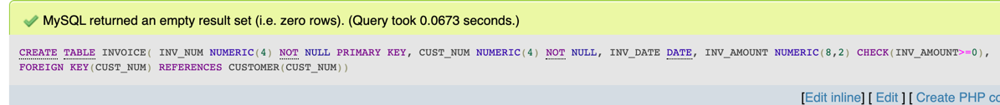 MySQL returned an empty result set (i.e. zero rows). (Query took 0.0673 seconds.)
CREATE TABLE INVOICE( INV_NUM NUMERIC(4) NOT NULL PRIMARY KEY, CUST_NUM NUMERIC(4) NOT NULL, INV_DATE DATE, INV_AMOUNT NUMERIC(8,2) CHECK(INV_AMOUNT>=0),
FOREIGN KEY(CUST_NUM) REFERENCES CUSTOMER(CUST_NUM))
[Edit inline] [ Edit ] [ Create PHP co